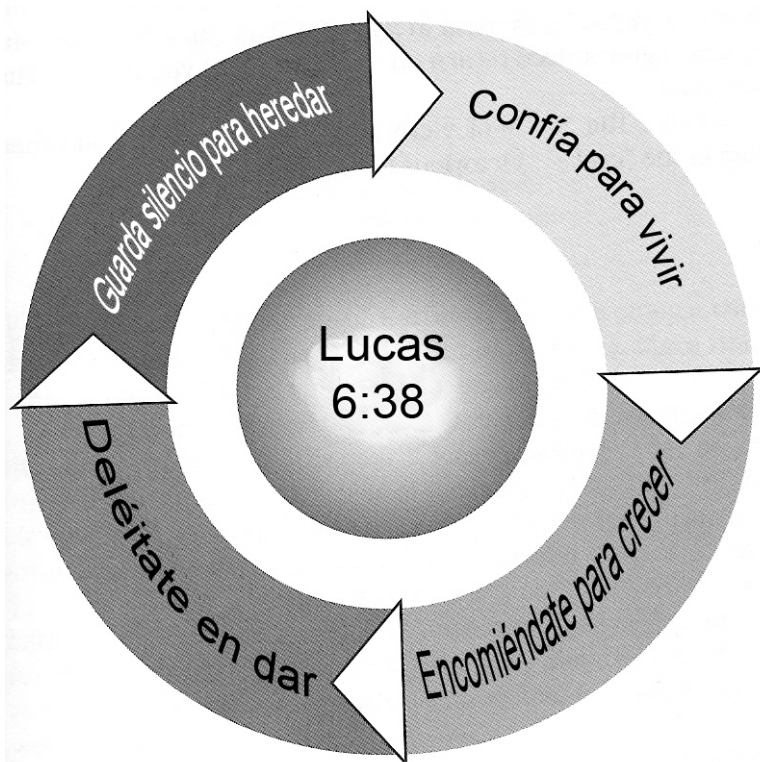 Confía para vivir
Encomiéndate para crecer
Deléitate en dar
Guarda silencio para heredar
Lucas
6:38